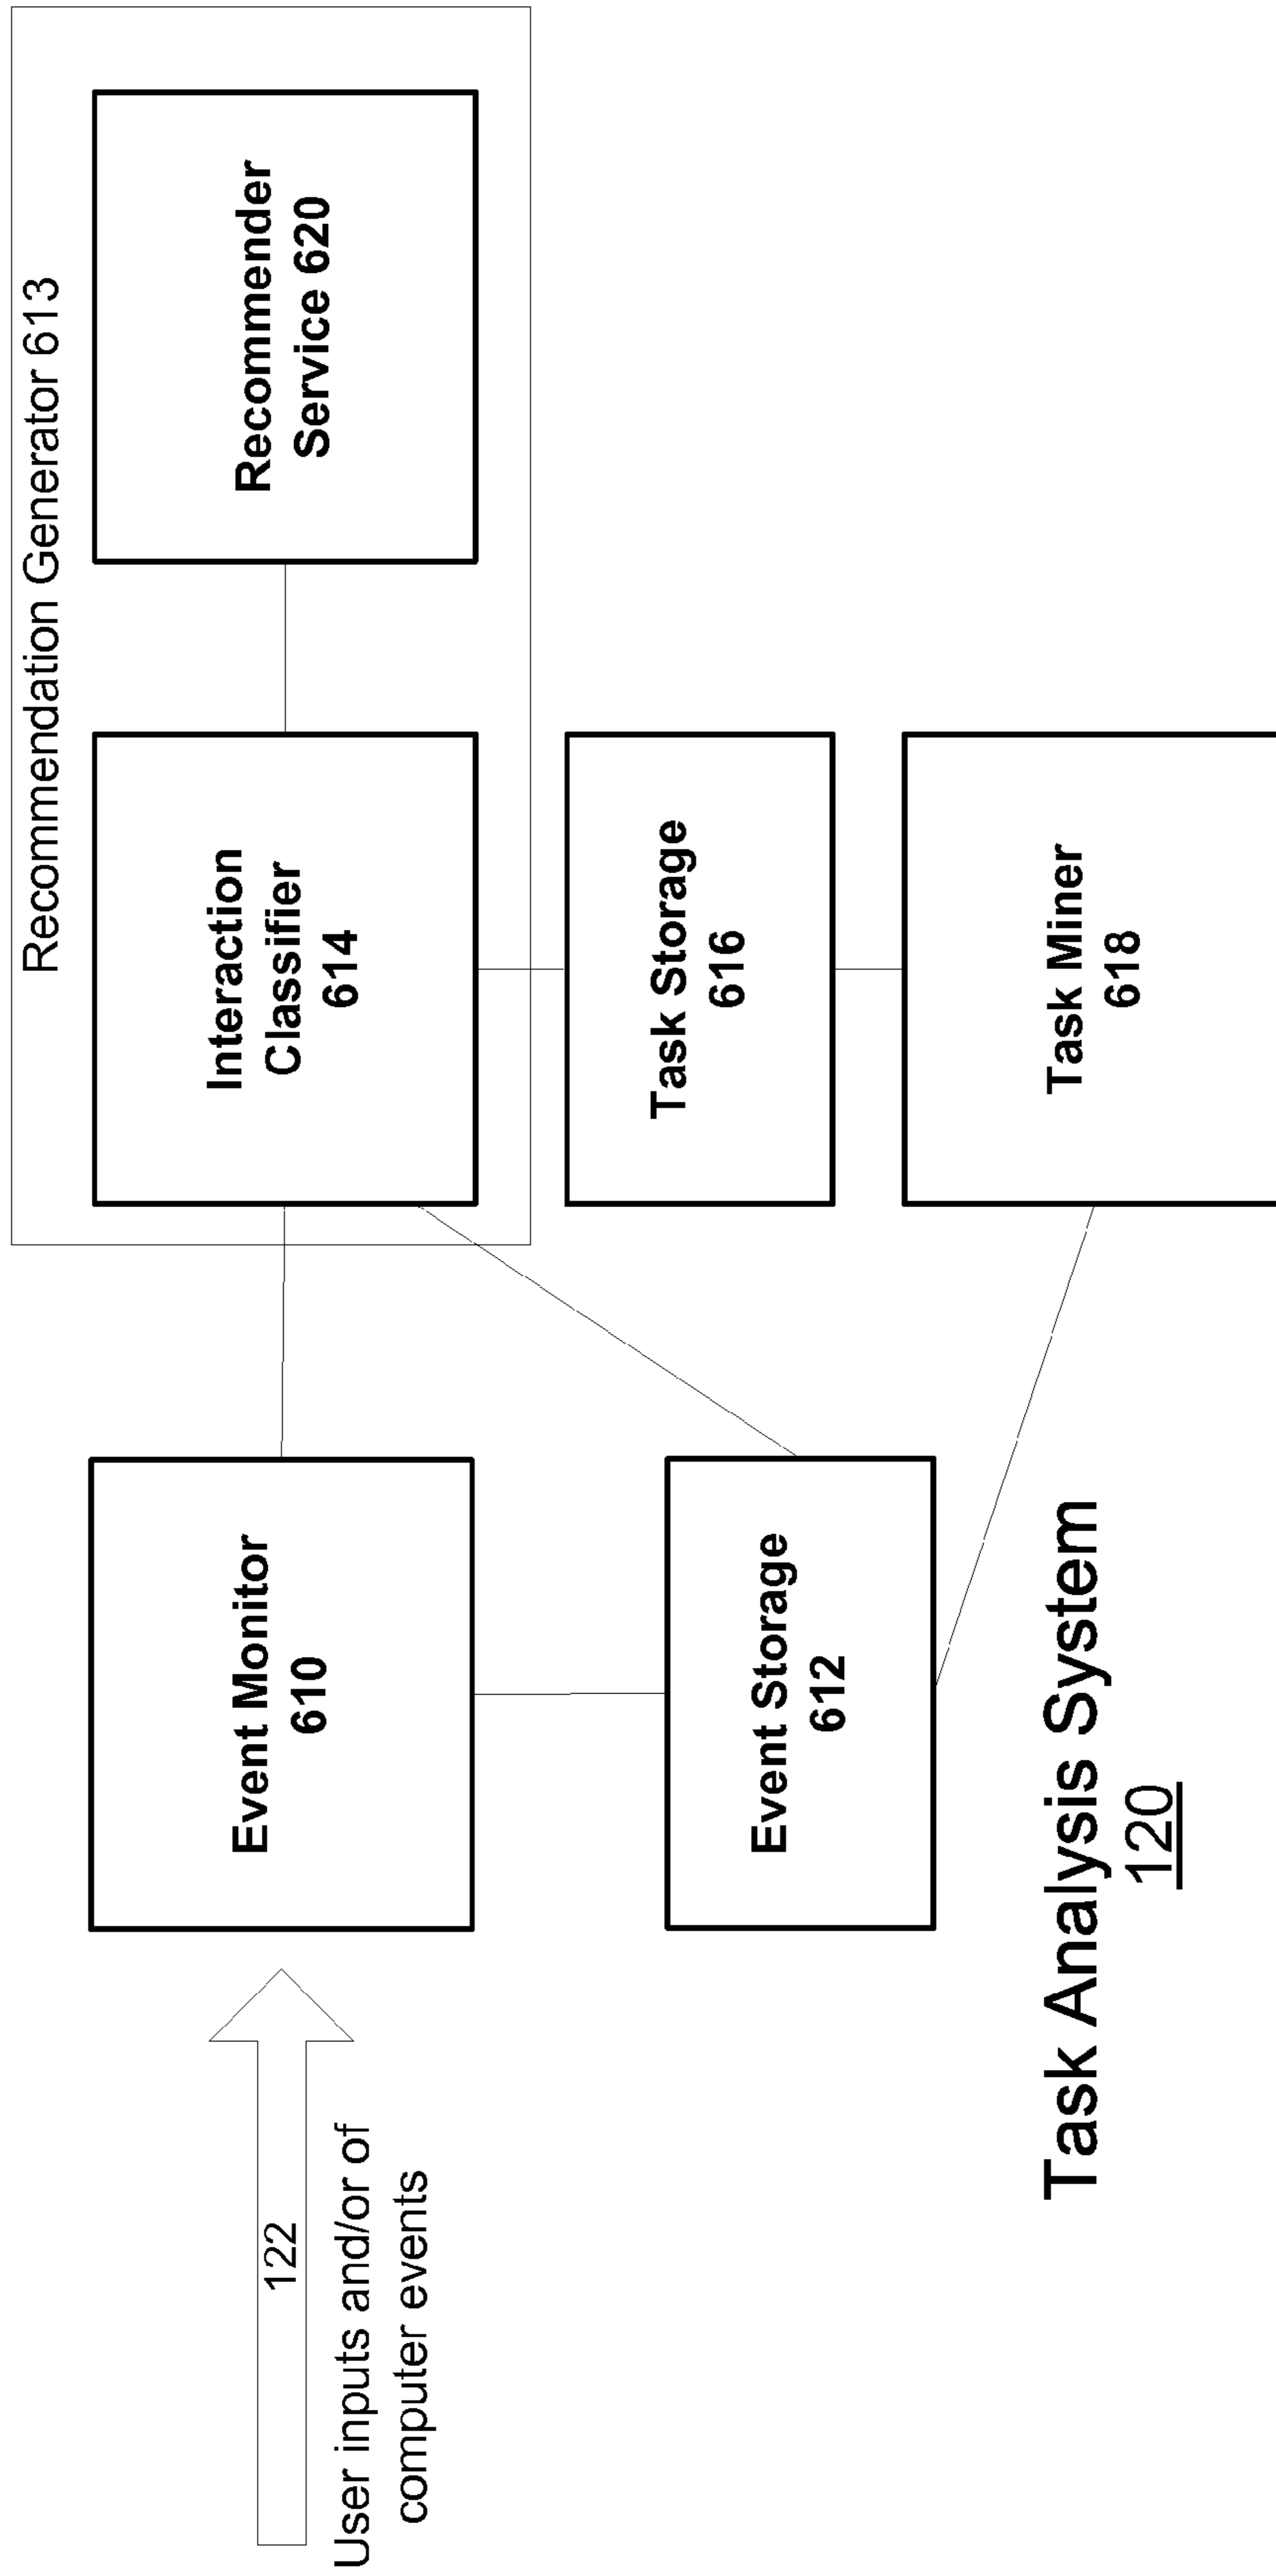 Recommendation Generator 613
122
User inputs and/or of
computer events
Event Monitor
610
Interaction
Classifier
614
Recommender
Service 620
Event Storage
612
Task Storage
616
Task Miner
618
Task Analysis System
120